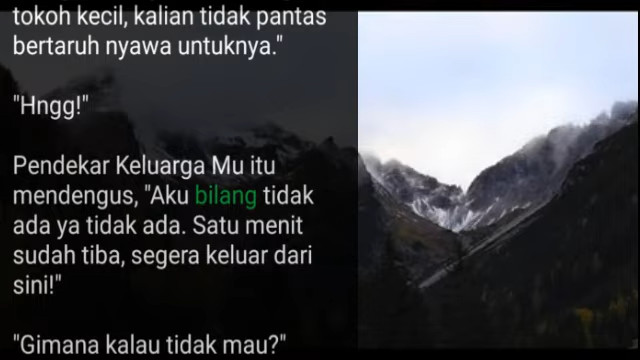 tokoh kecil, kalian tidak pantas
bertaruh nyawa untuknya."
"Hngg!"
Pendekar Keluarga Mu itu
mendengus, "Aku bilang tidak
ada ya tidak ada. Satu menit
sudah tiba, segera keluar dari
sini!"
"Gimana kalau tidak mau?"